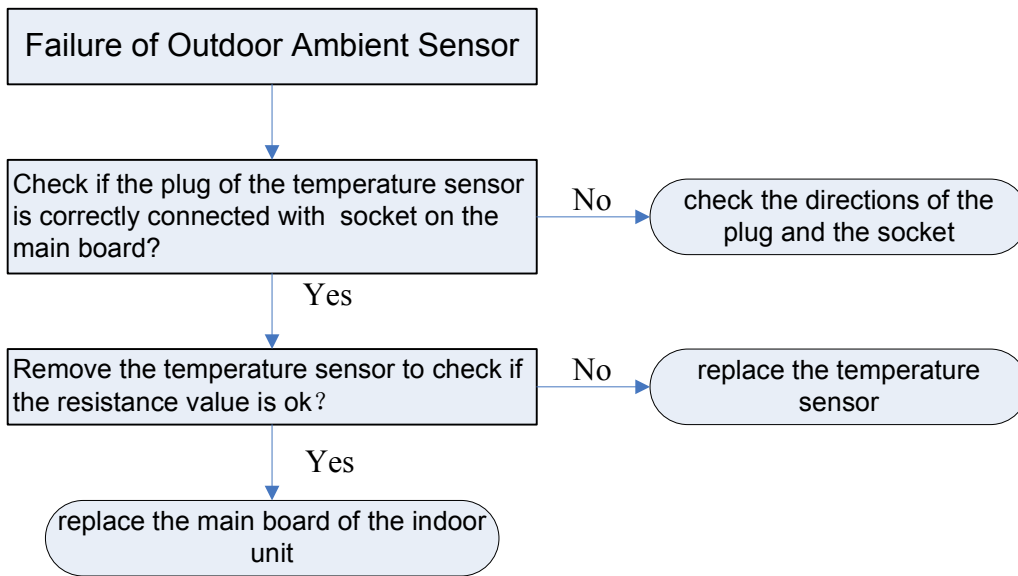 Failure of Outdoor Ambient Sensor
Check if the plug of the temperature sensor
is correctly connected with socket on the
main board?
No
check the directions of the
plug and the socket
Yes
Remove the temperature sensor to check if
the resistance value is ok？
No
replace the temperature
sensor
Yes
replace the main board of the indoor
unit